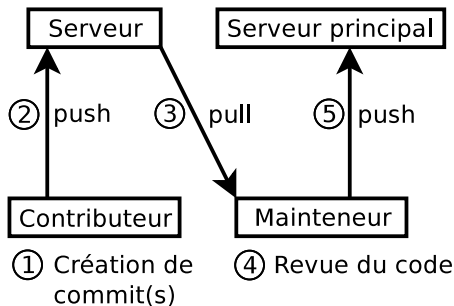 Serveur
Serveur principal
② push
③ pull
⑤ push
Contributeur
Mainteneur
① Création de
commit(s)
④ Revue du code